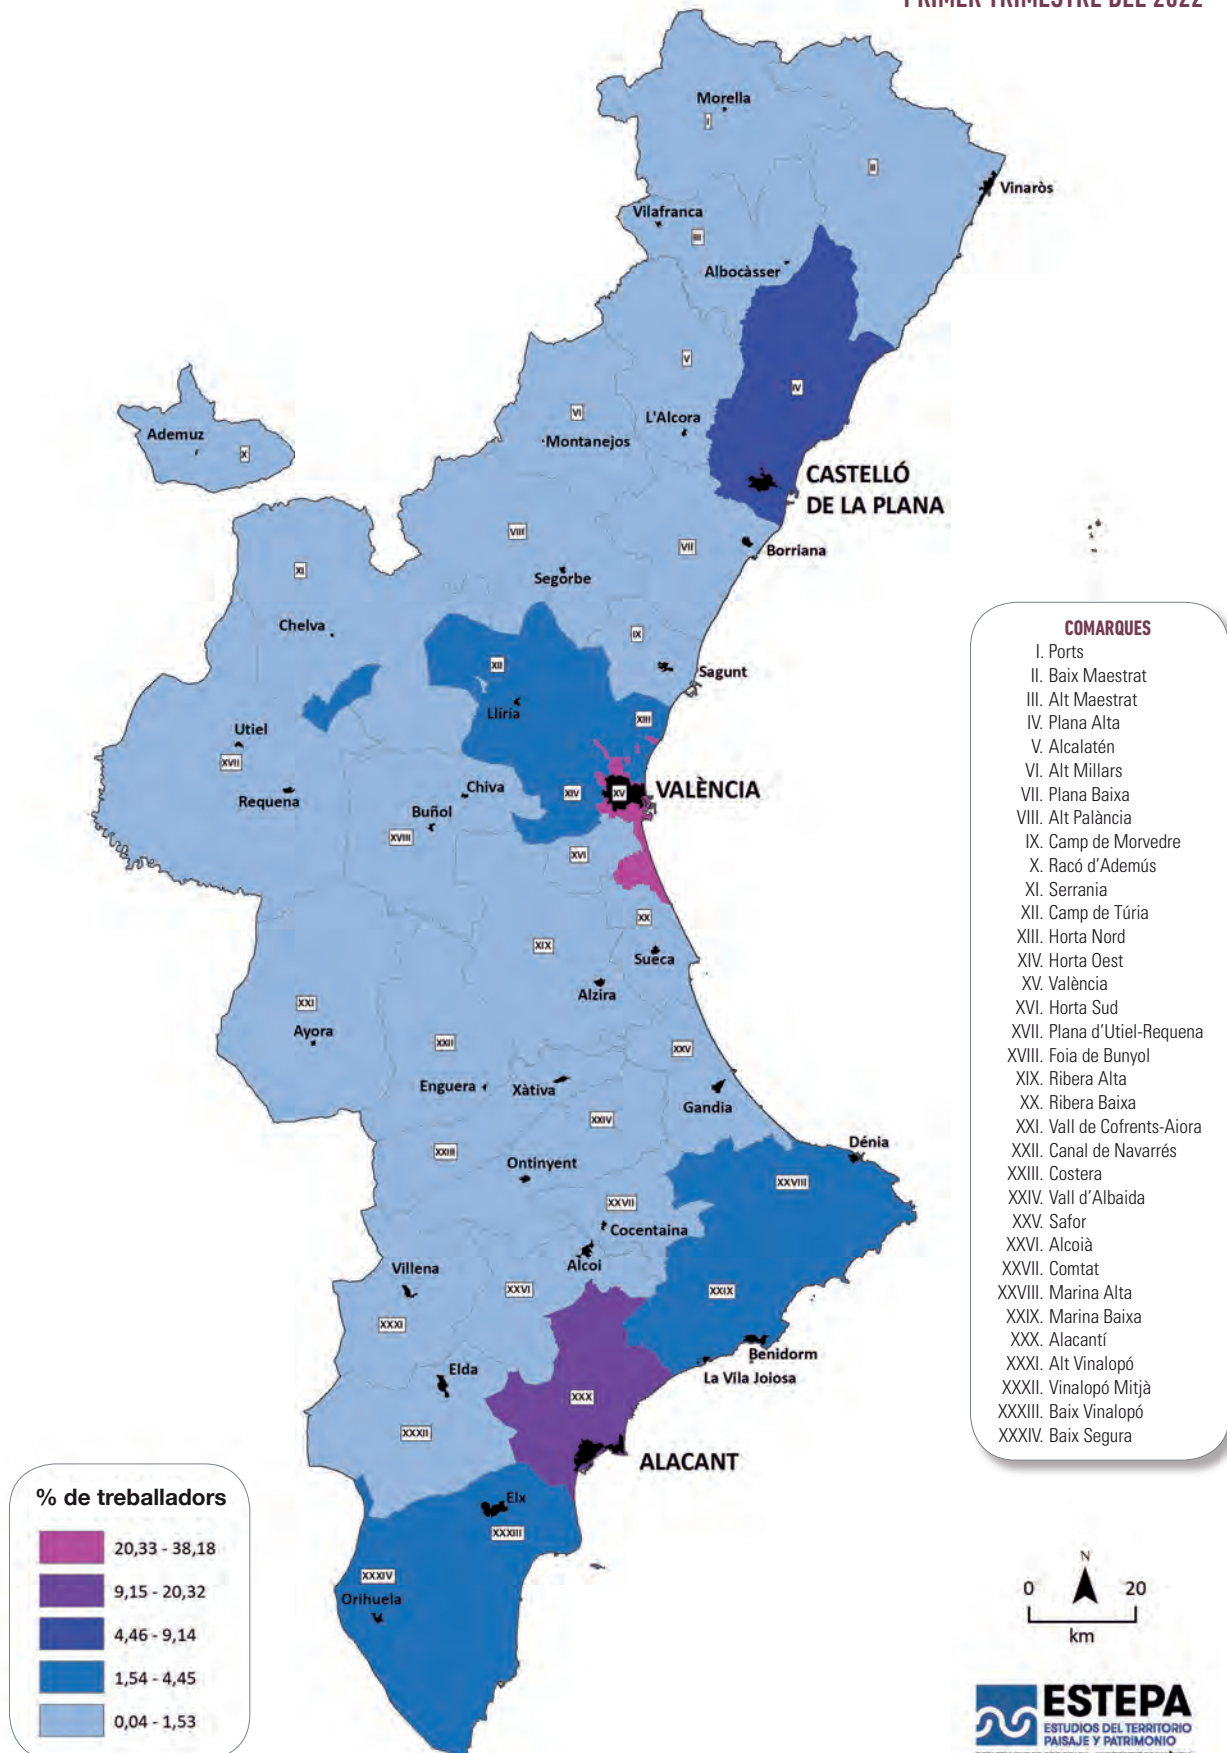 PRIMER TRIMESTRE DEL 2022
Morella
I
II
Vinaròs
Vilafranca
III
Albocàsser
V
IV
VI
L'Alcora
Montanejos
Ademuz
X
CASTELLÓ
DE LA PLANA
VIII
VII
Borriana
XI
Segorbe
Chelva
IX
XII
Sagunt
Llíria
XIII
Utiel
XVII
Requena
Chiva
XIV
XV
VALÈNCIA
Buñol
XVIII
XVI
XX
XIX
Sueca
Alzira
XXI
Ayora
XXII
XXV
Enguera
Xàtiva
Gandia
XXIV
XXIII
Dénia
Ontinyent
XXVIII
XXVII
Cocentaina
Alcoi
Villena
XXVI
XXIX
XXXI
Benidorm
Elda
La Vila Joiosa
XXX
XXXII
ALACANT
Elx
XXXIII
XXXIV
Orihuela
COMARQUES
I. Ports
II. Baix Maestrat
III. Alt Maestrat
IV. Plana Alta
V. Alcalatén
VI. Alt Millars
VII. Plana Baixa
VIII. Alt Palància
IX. Camp de Morvedre
X. Racó d'Ademús
XI. Serrania
XII. Camp de Túria
XIII. Horta Nord
XIV. Horta Oest
XV. València
XVI. Horta Sud
XVII. Plana d'Utiel-Requena
XVIII. Foia de Bunyol
XIX. Ribera Alta
XX. Ribera Baixa
XXI. Vall de Cofrents-Aiora
XXII. Canal de Navarrés
XXIII. Costera
XXIV. Vall d'Albaida
XXV. Safor
XXVI. Alcoià
XXVII. Comtat
XXVIII. Marina Alta
XXIX. Marina Baixa
XXX. Alacantí
XXXI. Alt Vinalopó
XXXII. Vinalopó Mitjà
XXXIII. Baix Vinalopó
XXXIV. Baix Segura
% de treballadors
20,33 - 38,18
9,15 - 20,32
4,46 - 9,14
1,54 - 4,45
0,04 - 1,53
N
0 20
km
ESTEPA
ESTUDIOS DEL TERRITORIO
PAISAJE Y PATRIMONIO